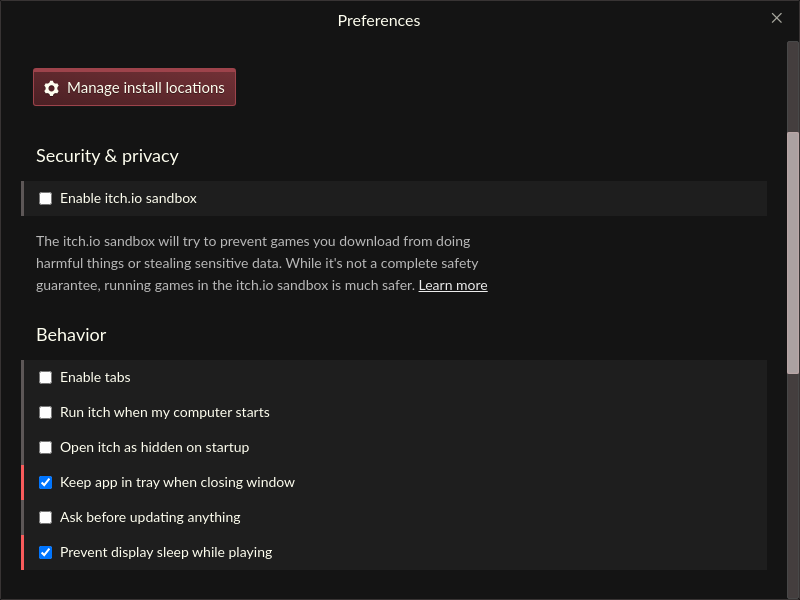 Preferences
Manage install locations
Security & privacy
Enable itch.io sandbox
The itch.io sandbox will try to prevent games you download from doing
harmful things or stealing sensitive data. While it's not a complete safety
guarantee, running games in the itch.io sandbox is much safer. Learn more
Behavior
Enable tabs
Run itch when my computer starts
Open itch as hidden on startup
Keep app in tray when closing window
Ask before updating anything
Prevent display sleep while playing